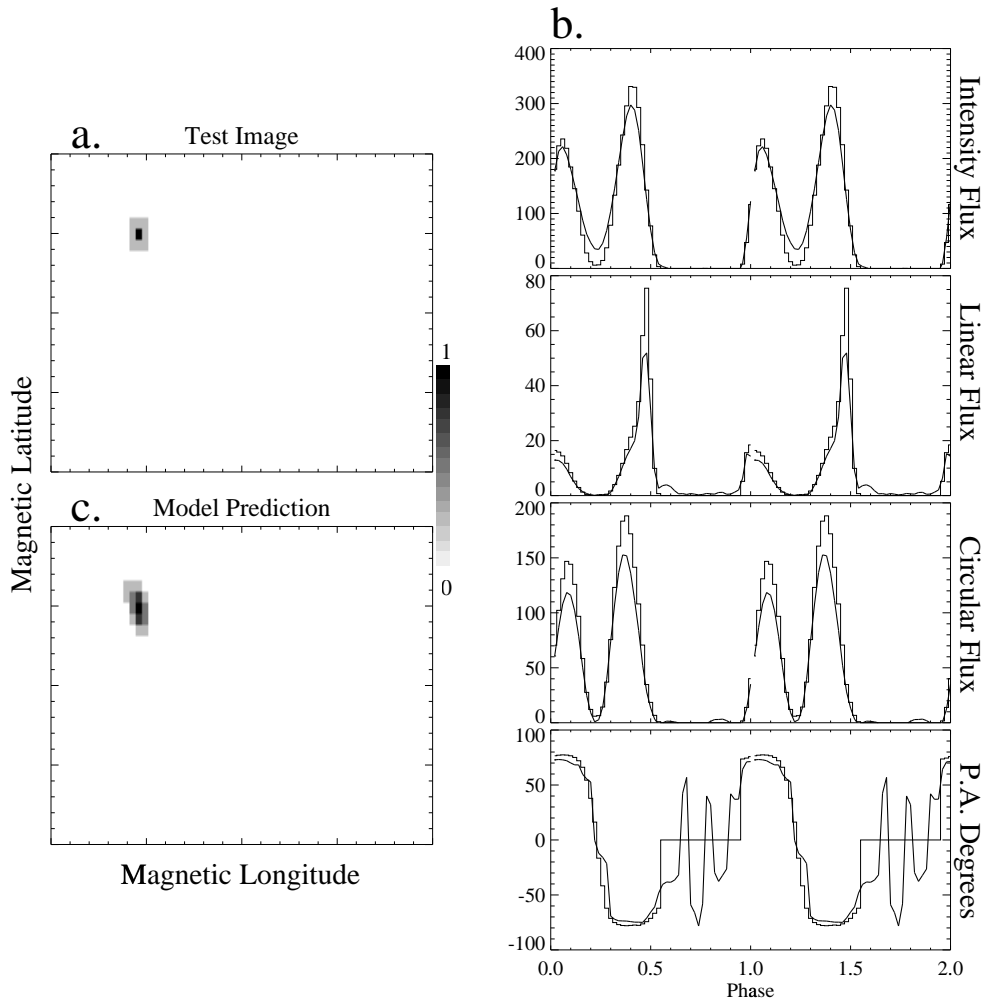 a.
Test Image
Magnetic Latitude
1
0
c.
Model Prediction
Magnetic Longitude
b.
400
300
200
100
0
Intensity Flux
80
60
40
20
0
Linear Flux
200
150
100
50
0
Circular Flux
100
50
0
-50
-100
P.A. Degrees
0.0 0.5 1.0 1.5 2.0
Phase